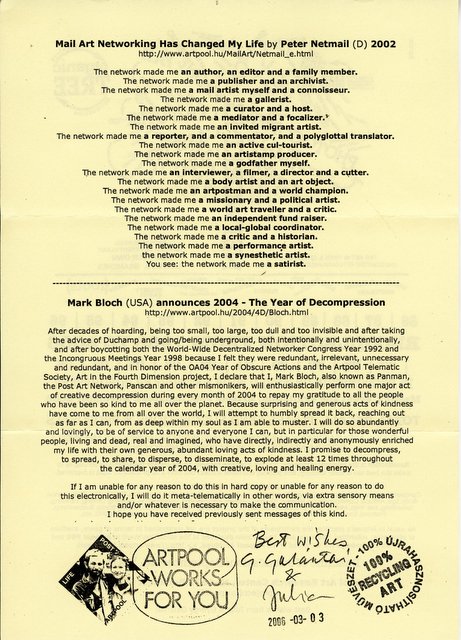 Mail Art Networking Has Changed My Life by Peter Netmail (D) 2002
http://www.artpool.hu/MailArt/Netmail_e.html
The network made me an author, an editor and a family member.
The network made me a publisher and an archivist.
The network made me a mail artist myself and a connoisseur.
The network made me a gallerist.
The network made me a curator and a host.
The network made me a mediator and a focalizer.*
The network made me an invited migrant artist.
The network made me a reporter, and a commentator, and a polyglottal translator.
The network made me an active cul-tourist.
The network made me an artistamp producer.
The network made me a godfather myself.
The network made me an interviewer, a filmer, a director and a cutter.
The network made me a body artist and an art object.
The network made me an artpostman and a world champion.
The network made me a missionary and a political artist.
The network made me a world art traveller and a critic.
The network made me an independent fund raiser.
The network made me a local-global coordinator.
The network made me a critic and a historian.
The network made me a performance artist.
the network made me a synesthetic artist.
You see: the network made me a satirist.
Mark Bloch (USA) announces 2004 - The Year of Decompression
http://www.artpool.hu/2004/4D/Bloch.html
After decades of hoarding, being too small, too large, too dull and too invisible and after taking
the advice of Duchamp and going/being underground, both intentionally and unintentionally,
and after boycotting both the World-Wide Decentralized Networker Congress Year 1992 and
the Incongruous Meetings Year 1998 because I felt they were redundant, irrelevant, unnecessary
and redundant, and in honor of the OA04 Year of Obscure Actions and the Artpool Telematic
Society, Art in the Fourth Dimension project, I declare that I, Mark Bloch, also known as Panman,
the Post Art Network, Panscan and other mismonikers, will enthusiastically perform one major act
of creative decompression during every month of 2004 to repay my gratitude to all the people
who have been so kind to me all over the planet. Because surprising and generous acts of kindness
have come to me from all over the world, I will attempt to humbly spread it back, reaching out
as far as I can, from as deep within my soul as I am able to muster. I will do so abundantly
and lovingly, to be of service to anyone and everyone I can, but in particular for those wonderful
people, living and dead, real and imagined, who have directly, indirectly and anonymously enriched
my life with their own generous, abundant loving acts of kindness. I promise to decompress,
to spread, to share, to disperse, to disseminate, to explode at least 12 times throughout
the calendar year of 2004, with creative, loving and healing energy.
If I am unable for any reason to do this in hard copy or unable for any reason to do
this electronically, I will do it meta-telematically in other words, via extra sensory means
and/or whatever is necessary to make the communication.
I hope you have received previously sent messages of this kind.
LIFE
POST
Artpool
ARTPOOL
WORKS
FOR YOU
Best wishes
G. Galántai
&
Julia
2006 -03- 03
MŰVÉSZET - 100% ÚJRAHASZNOSÍTHATÓ
100%
RECYCLING
ART